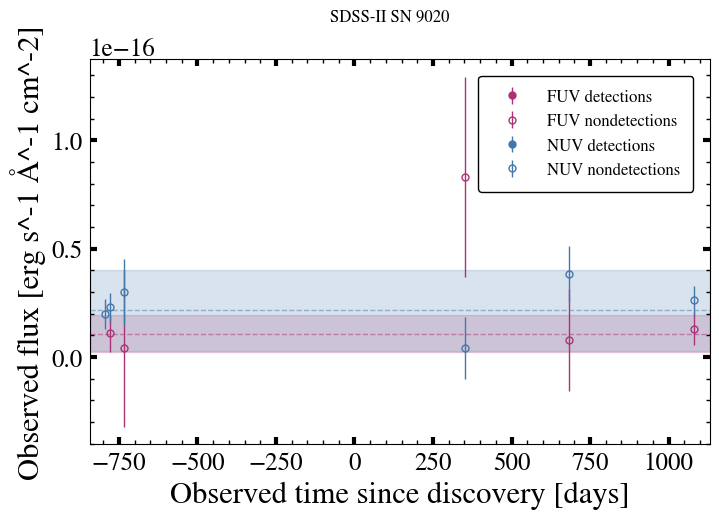 SDSS-II SN 9020
1e−16
FUV detections
FUV nondetections
NUV detections
NUV nondetections
1.0
0.5
0.0
Observed flux [erg s^-1 Å^-1 cm^-2]
−750 −500 −250 0 250 500 750 1000
Observed time since discovery [days]